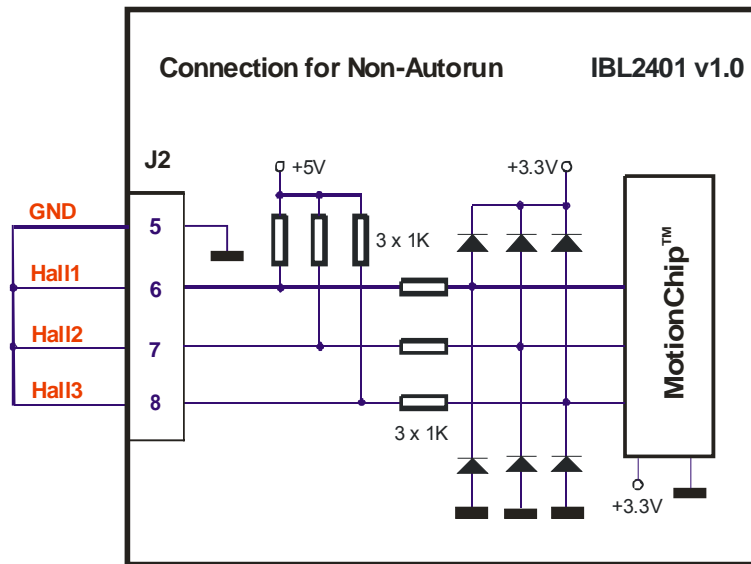 Connection for Non-Autorun
IBL2401 v1.0
J2
+5V
+3.3V
GND
5
3 x 1K
Hall1
6
Hall2
7
Hall3
8
3 x 1K
MotionChip™
+3.3V